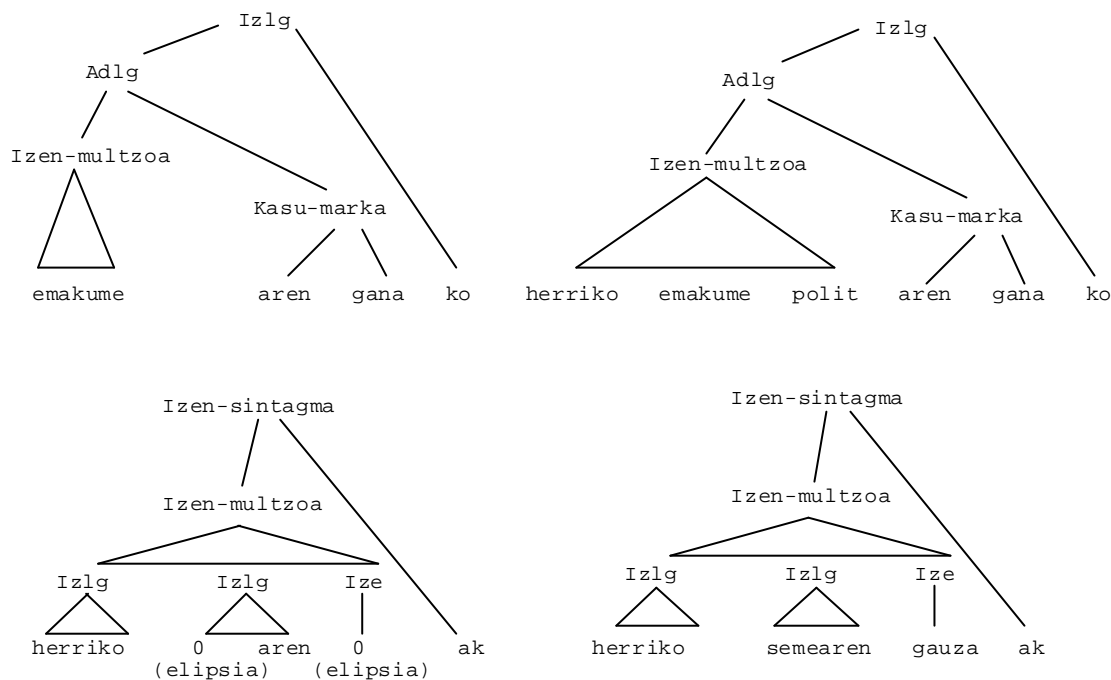 Izlg
Adlg
Izen-multzoa
Kasu-marka
emakume aren gana ko
Izlg
Adlg
Izen-multzoa
Kasu-marka
herriko emakume polit aren gana ko
Izen-sintagma
Izen-multzoa
Izlg Izlg Ize
herriko 0 aren 0 ak
(elipsia) (elipsia)
Izen-sintagma
Izen-multzoa
Izlg Izlg Ize
herriko semearen gauza ak